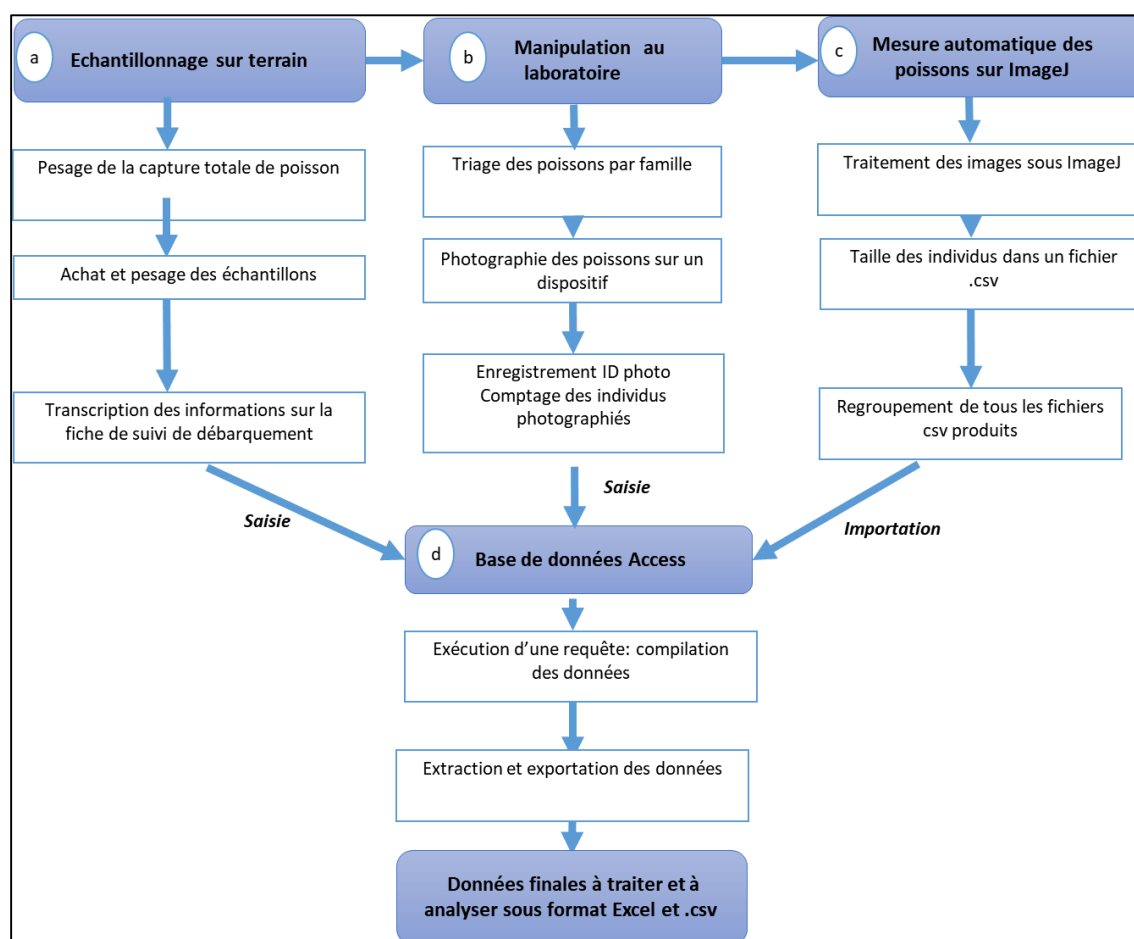 a
Echantillonnage sur terrain
b
Manipulation au
laboratoire
c
Mesure automatique des
poissons sur ImageJ
Pesage de la capture totale de poisson
Achat et pesage des échantillons
Transcription des informations sur la
fiche de suivi de débarquement
Triage des poissons par famille
Photographie des poissons sur un
dispositif
Enregistrement ID photo
Comptage des individus
photographiés
Traitement des images sous ImageJ
Taille des individus dans un fichier
.csv
Regroupement de tous les fichiers
csv produits
Saisie
Saisie
Importation
d
Base de données Access
Exécution d’une requête: compilation
des données
Extraction et exportation des données
Données finales à traiter et à
analyser sous format Excel et .csv